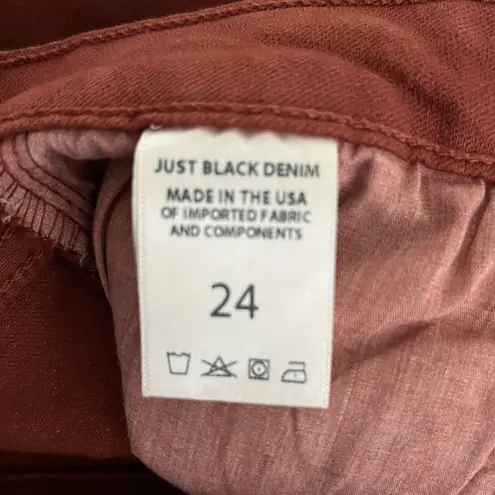 JUST BLACK DENIM
MADE IN THE USA
OF IMPORTED FABRIC
AND COMPONENTS
24